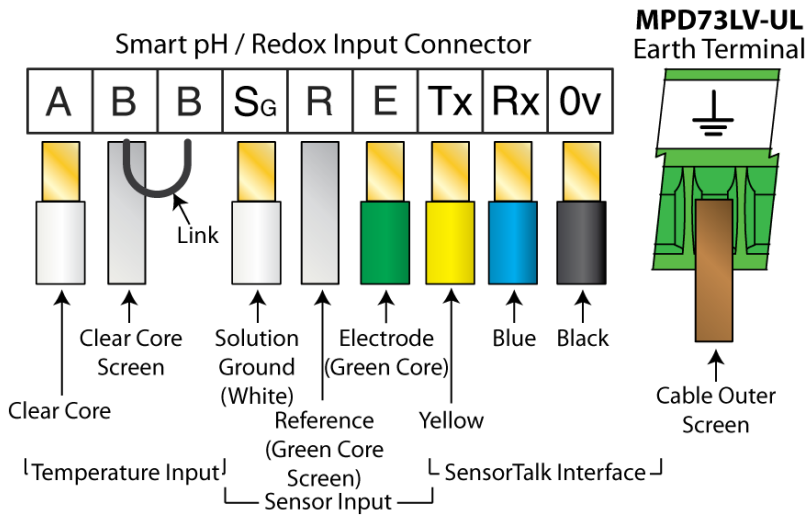 Smart pH / Redox Input Connector
MPD73LV-UL
Earth Terminal
A B B SG R E Tx Rx 0v
Link
Clear Core
Clear Core
Screen
Solution
Ground
(White)
Reference
(Green Core
Screen)
Electrode
(Green Core)
Yellow
Blue
Black
Cable Outer
Screen
Temperature Input
Sensor Input
SensorTalk Interface